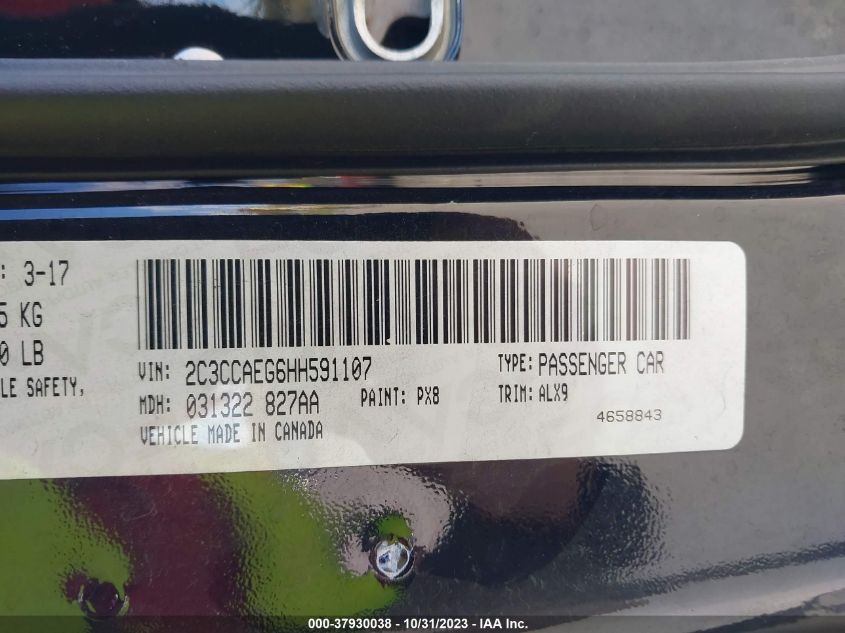 : 3-17
5 KG
0 LB
LE SAFETY,
VIN: 2C3CCAEG6HH591107
TYPE: PASSENGER CAR
MDH: 031322 827AA
PAINT: PX8
TRIM: ALX9
VEHICLE MADE IN CANADA
4658843
000-37930038 - 10/31/2023 - IAA Inc.